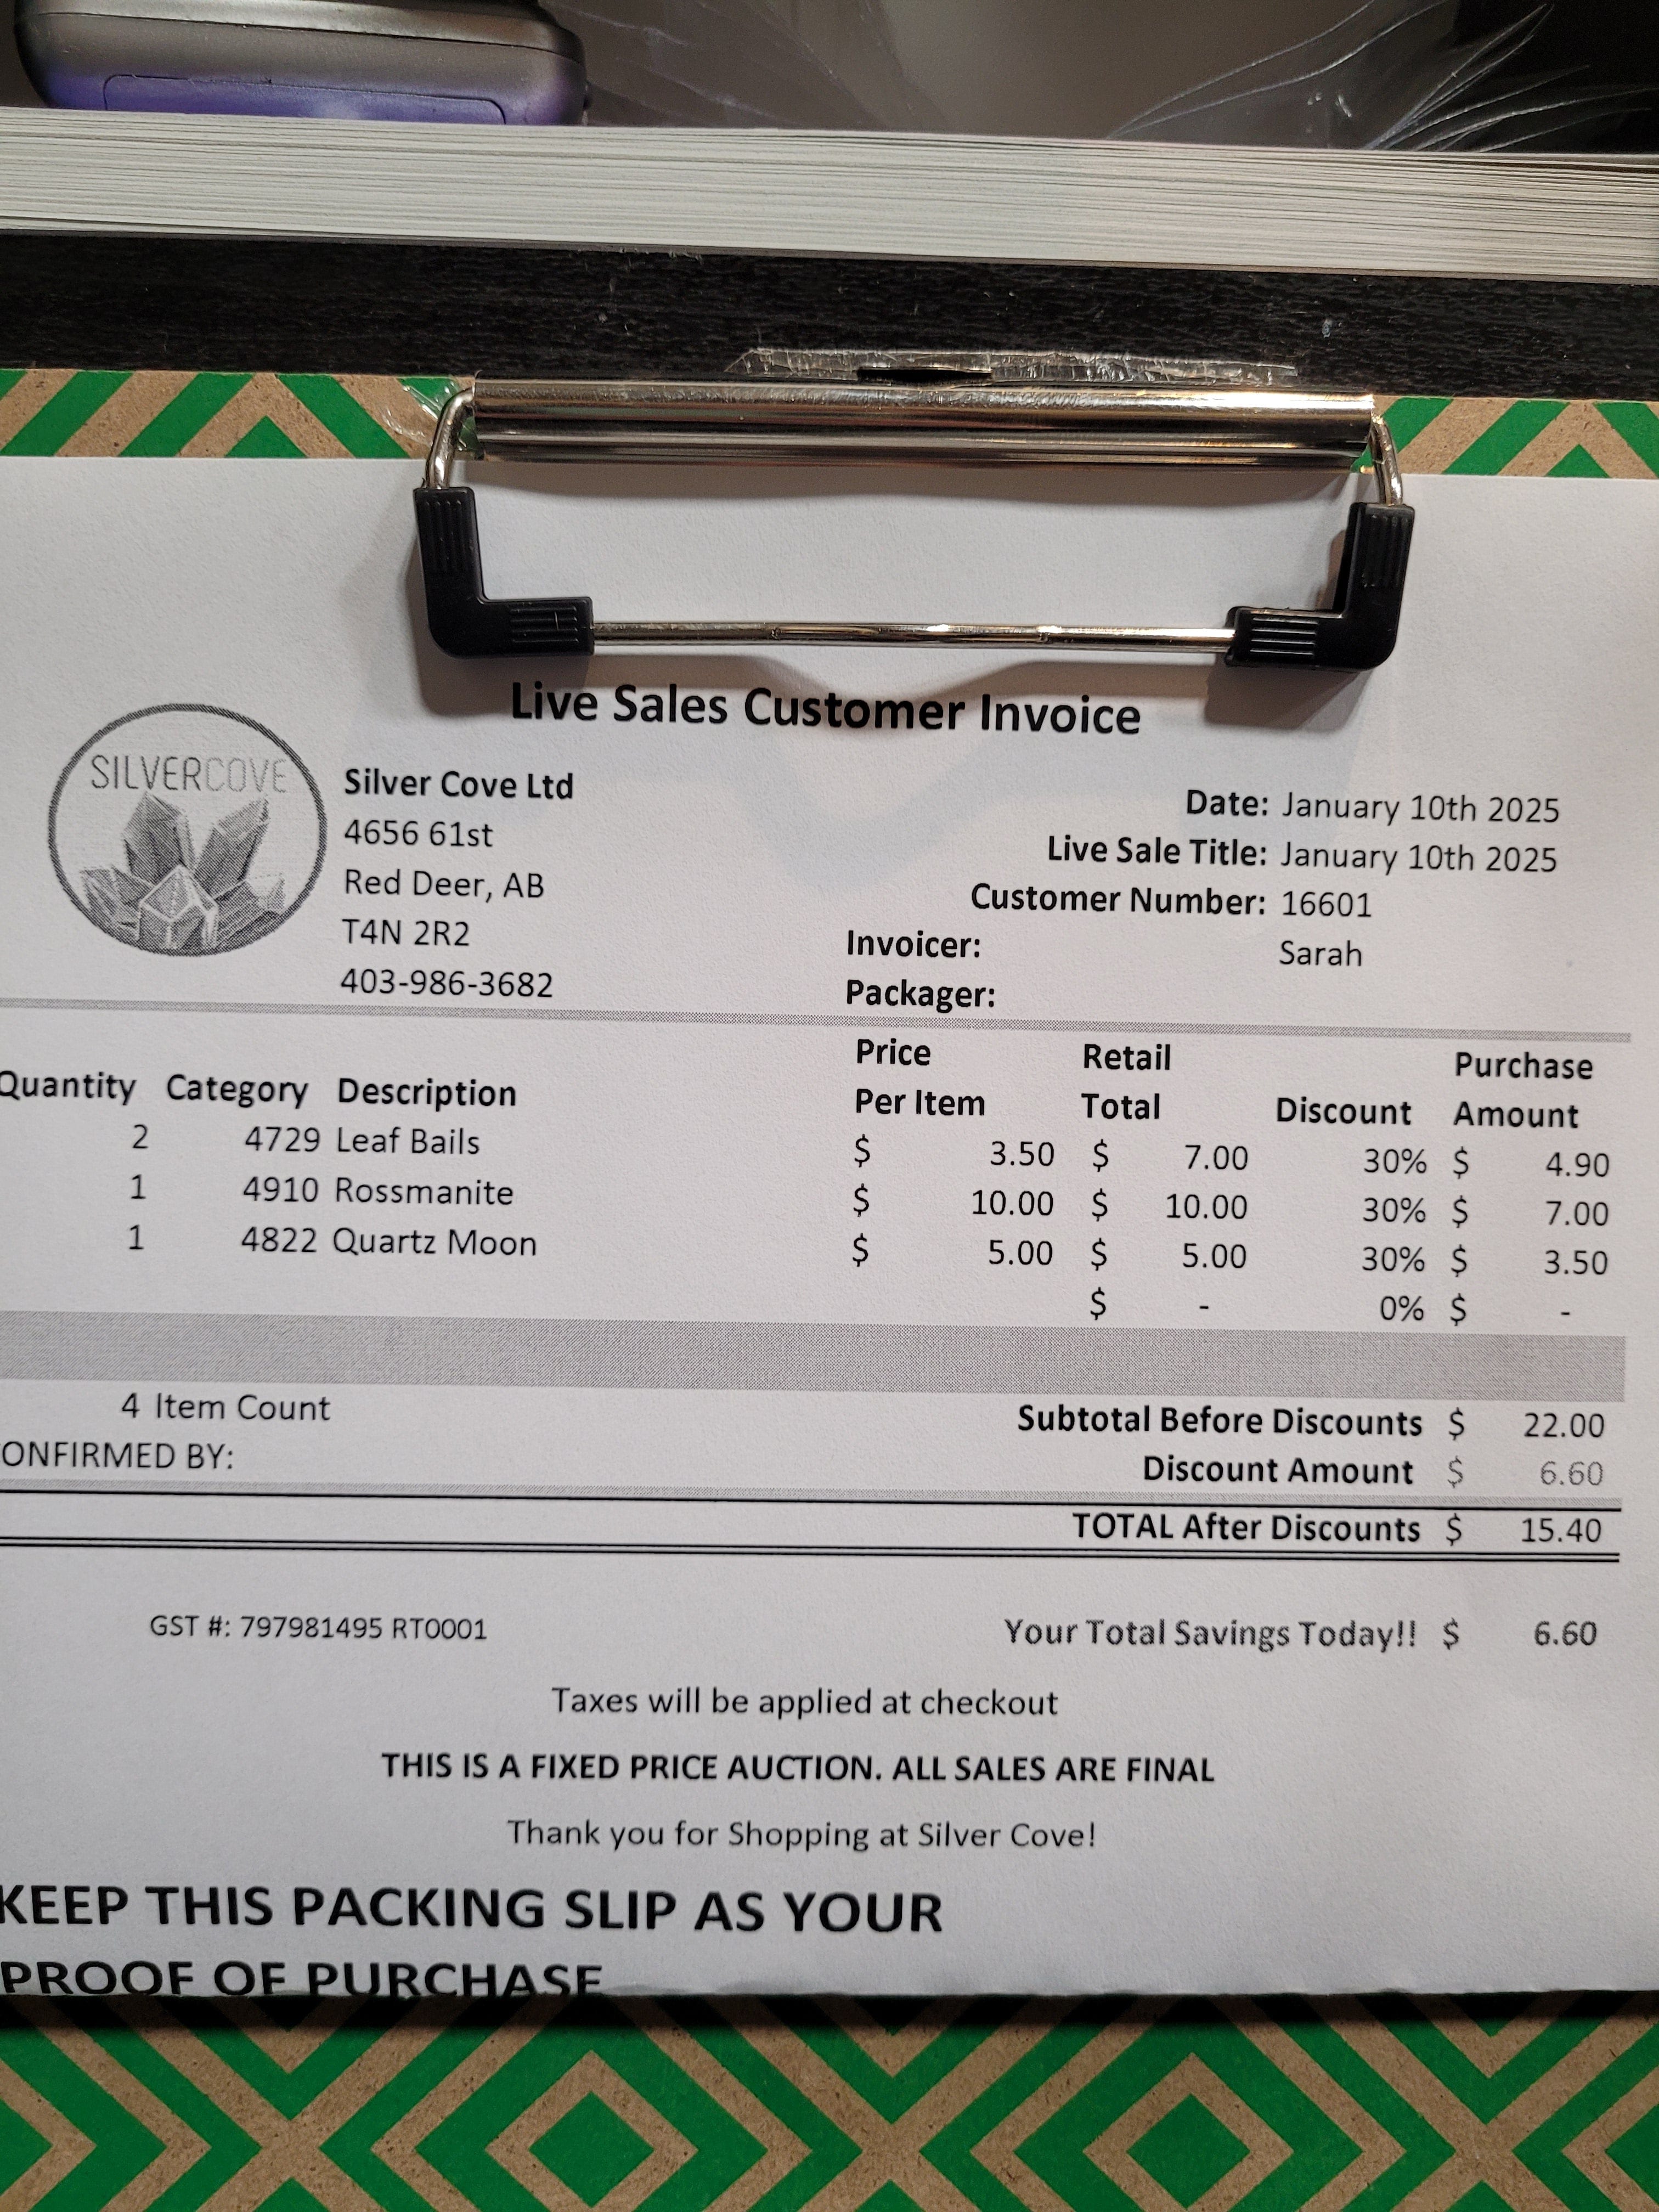 Live Sales Customer Invoice
SILVERCOVE
Silver Cove Ltd
4656 61st
Red Deer, AB
T4N 2R2
403-986-3682
Date: January 10th 2025
Live Sale Title: January 10th 2025
Customer Number: 16601
Invoicer: Sarah
Packager:
Quantity Category Description Price Per Item Retail Total Discount Purchase Amount
2 4729 Leaf Bails $ 3.50 $ 7.00 30% $ 4.90
1 4910 Rossmanite $ 10.00 $ 10.00 30% $ 7.00
1 4822 Quartz Moon $ 5.00 $ 5.00 30% $ 3.50
$ - 0% $ -
4 Item Count
ONFIRMED BY:
Subtotal Before Discounts $ 22.00
Discount Amount $ 6.60
TOTAL After Discounts $ 15.40
GST #: 797981495 RT0001
Your Total Savings Today!! $ 6.60
Taxes will be applied at checkout
THIS IS A FIXED PRICE AUCTION. ALL SALES ARE FINAL
Thank you for Shopping at Silver Cove!
KEEP THIS PACKING SLIP AS YOUR
PROOF OF PURCHASE